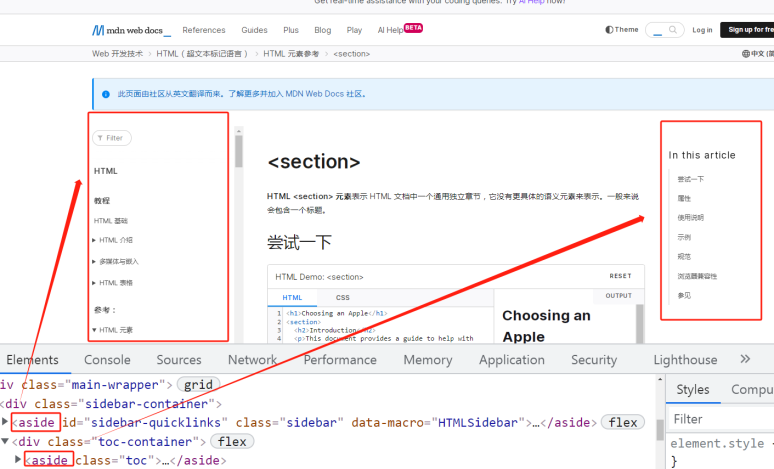 Get real-time assistance with your coding queries. Try AI Help now!
mdn web docs_ References Guides Plus Blog Play AI Help BETA Theme Log in Sign up for fre
Web 开发技术 > HTML（超文本标记语言） > HTML 元素参考 > <section> 中文 (简
此页面由社区从英文翻译而来。了解更多并加入 MDN Web Docs 社区。
Filter
HTML
教程
HTML 基础
HTML 介绍
多媒体与嵌入
HTML 表格
参考：
HTML 元素
<section>
HTML <section> 元素表示 HTML 文档中一个通用独立章节，它没有更具体的语义元素来表示。一般来说
会包含一个标题。
尝试一下
HTML Demo: <section> RESET
HTML CSS OUTPUT
1 <h1>Choosing an Apple</h1>
2 <section>
3 <h2>Introduction</h2>
4 <p>This document provides a guide to help with
Choosing an
Apple
In this article
尝试一下
属性
使用说明
示例
规范
浏览器兼容性
参见
Elements Console Sources Network Performance Memory Application Security Lighthouse »
iv class="main-wrapper"> grid
<div class="sidebar-container">
<aside id="sidebar-quicklinks" class="sidebar" data-macro="HTMLSidebar">…</aside> flex
<div class="toc-container"> flex
<aside class="toc">…</aside>
Styles Compu
Filter
element.style
}